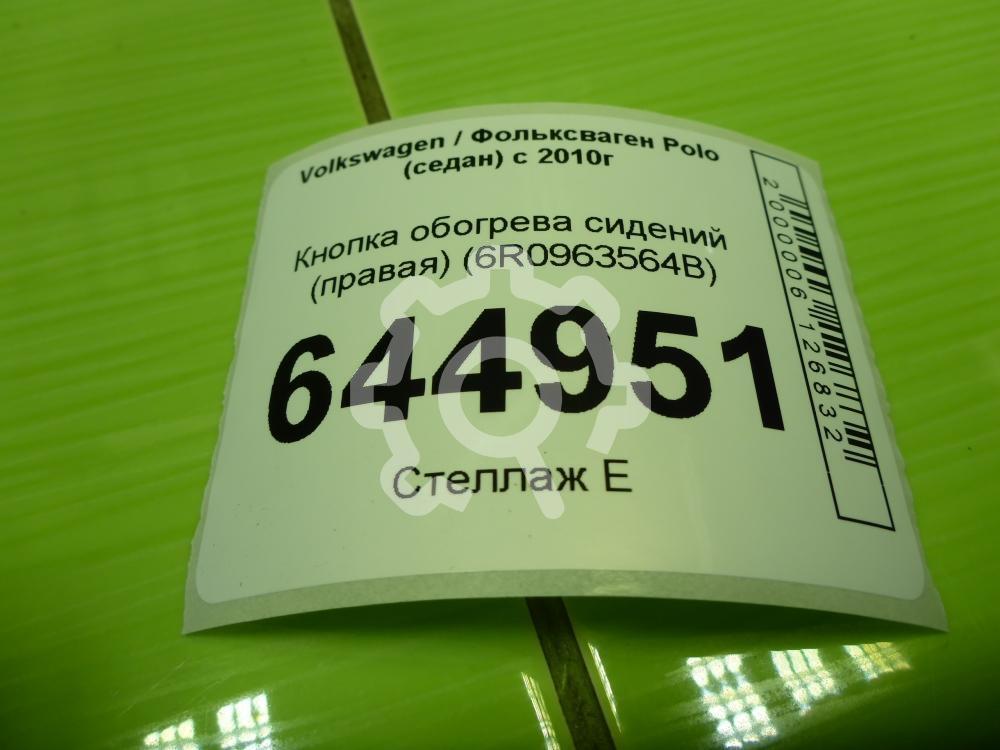 Volkswagen / Фольксваген Polo
(седан) с 2010г
Кнопка обогрева сидений
(правая) (6R0963564B)
644951
Стеллаж Е
2000006126832